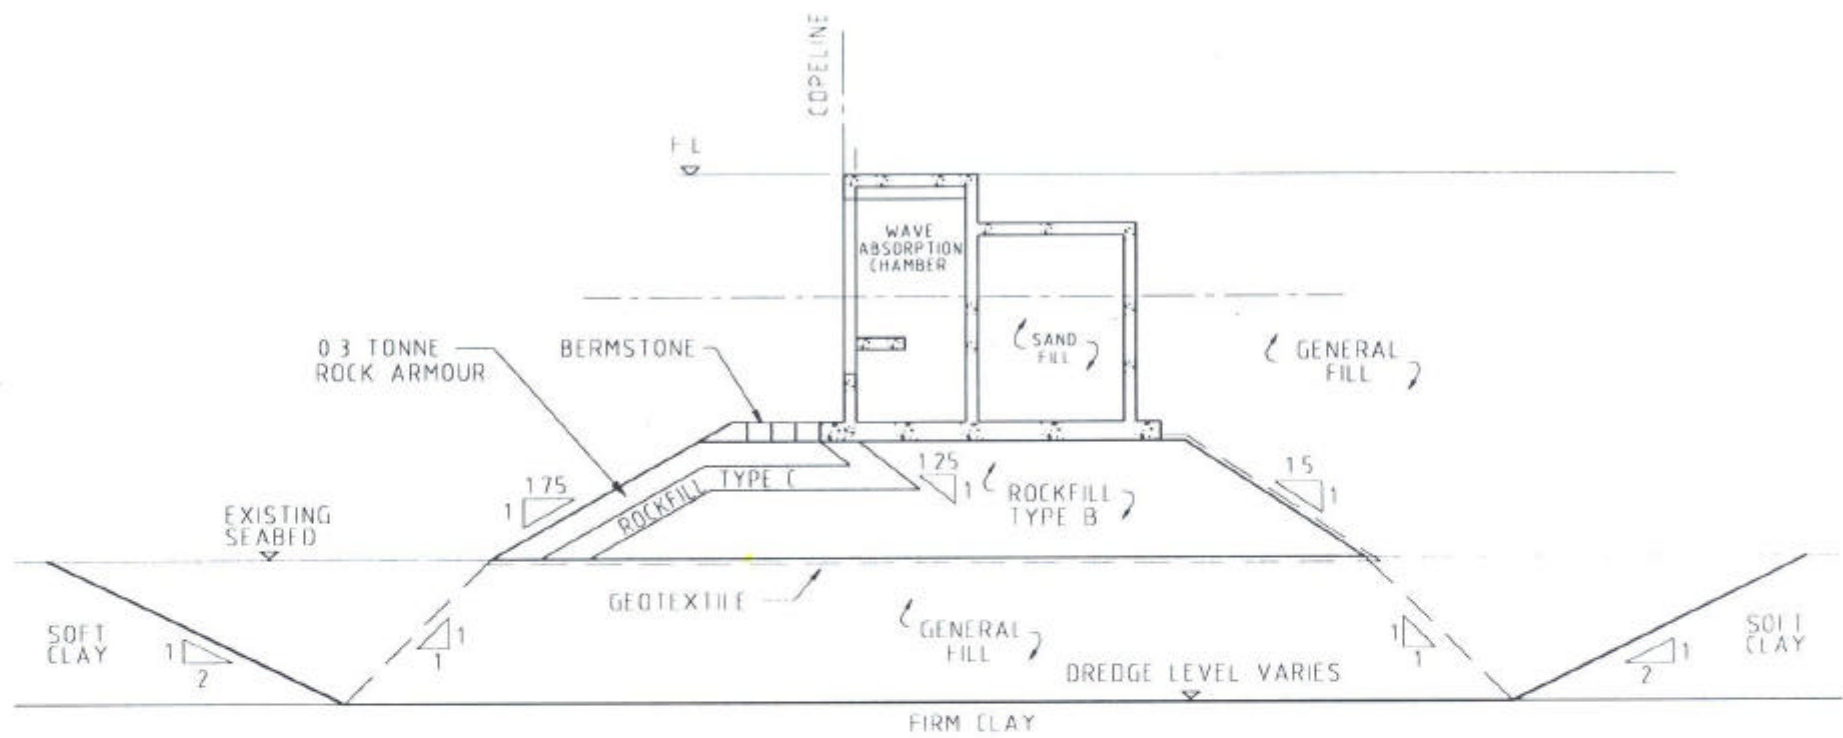 COPELINE
F L
WAVE
ABSORPTION
CHAMBER
0 3 TONNE
ROCK ARMOUR
BERMSTONE
SAND
FILL
GENERAL
FILL
1 75
1
ROCKFILL TYPE C
1 25
1
ROCKFILL
TYPE B
1 5
1
EXISTING
SEABED
GEOTEXTILE
SOFT
CLAY
1
2
1
1
GENERAL
FILL
1
1
DREDGE LEVEL VARIES
1
2
SOFT
CLAY
FIRM CLAY